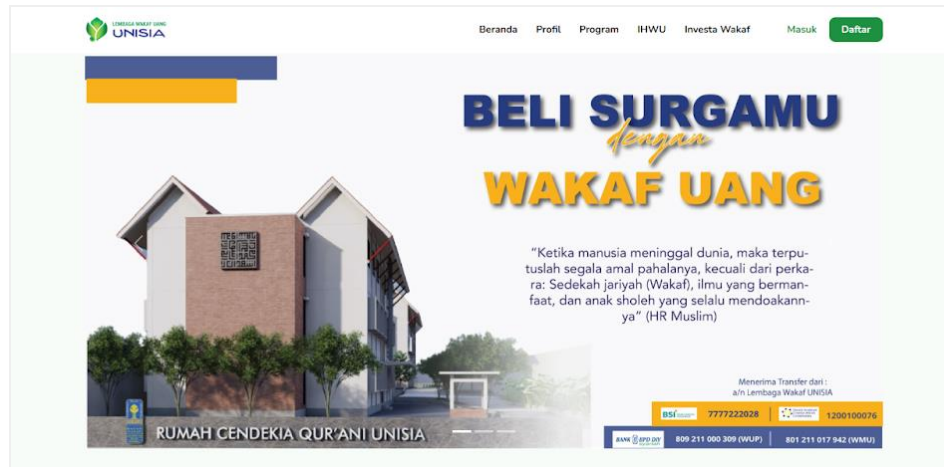 LEMBAGA WAKAF UANG
UNISIA
Beranda Profil Program IHWU Investa Wakaf Masuk Daftar
BELI SURGAMU
dengan
WAKAF UANG
"Ketika manusia meninggal dunia, maka terpu-
tuslah segala amal pahalanya, kecuali dari perka-
ra: Sedekah jariyah (Wakaf), ilmu yang berman-
faat, dan anak sholeh yang selalu mendoakann-
ya" (HR Muslim)
Menerima Transfer dari :
a/n Lembaga Wakaf UNISIA
BSI 7777222028 1200100076
BANK BPD DIY 809 211 000 309 (WUP) 801 211 017 942 (WMU)
RUMAH CENDEKIA QUR'ANI UNISIA